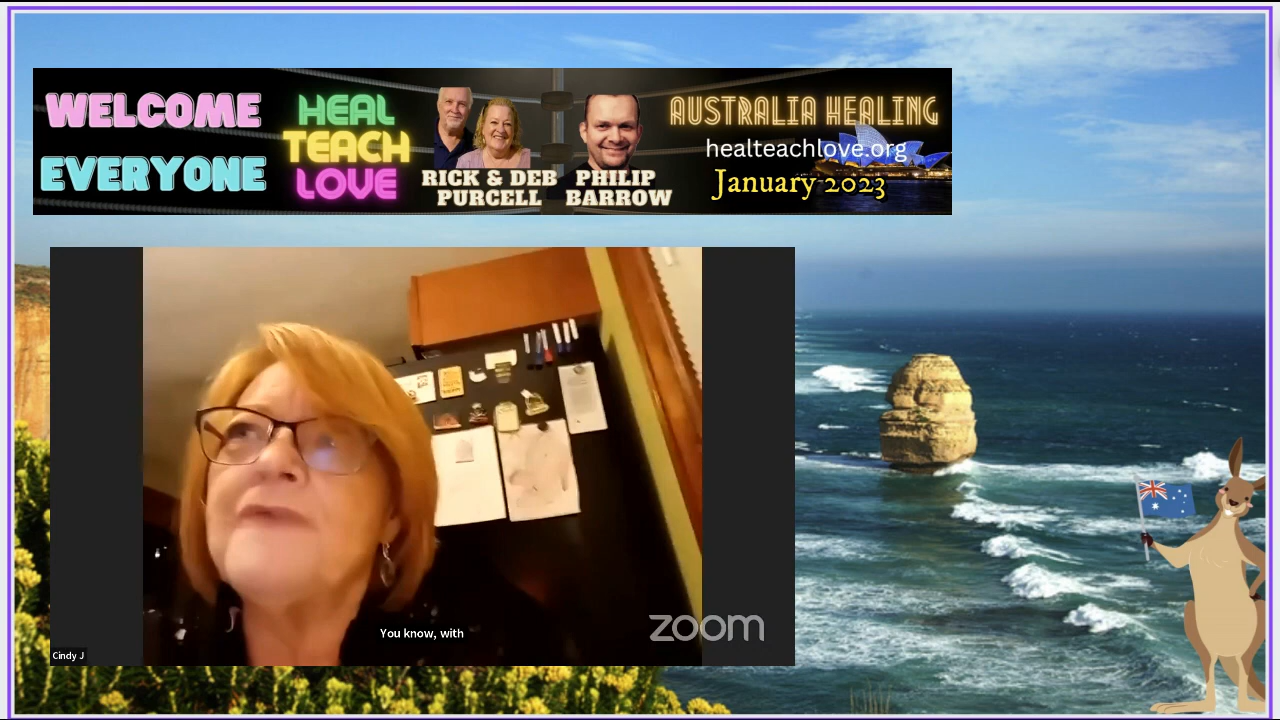 WELCOME
EVERYONE
HEAL
TEACH
LOVE
RICK & DEB
PURCELL
PHILIP
BARROW
AUSTRALIA HEALING
healteachlove.org
January 2023
You know, with
zoom
Cindy J